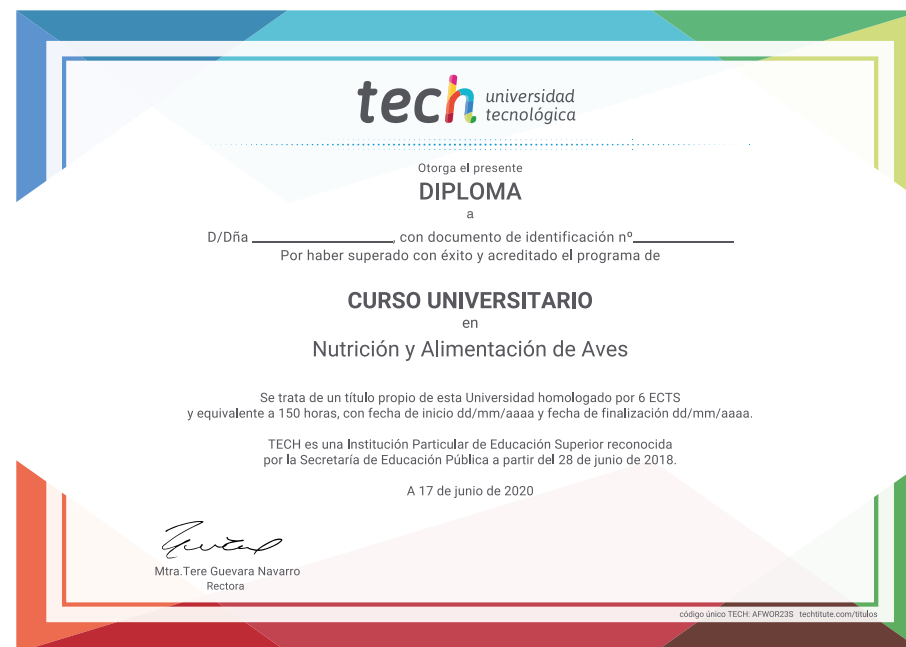 tech universidad
tecnológica
Otorga el presente
DIPLOMA
a
D/Dña ____________________, con documento de identificación nº______________
Por haber superado con éxito y acreditado el programa de
CURSO UNIVERSITARIO
en
Nutrición y Alimentación de Aves
Se trata de un título propio de esta Universidad homologado por 6 ECTS
y equivalente a 150 horas, con fecha de inicio dd/mm/aaaa y fecha de finalización dd/mm/aaaa.
TECH es una Institución Particular de Educación Superior reconocida
por la Secretaría de Educación Pública a partir del 28 de junio de 2018.
A 17 de junio de 2020
Mtra.Tere Guevara Navarro
Rectora
código único TECH: AFWOR23S techtitute.com/titulos